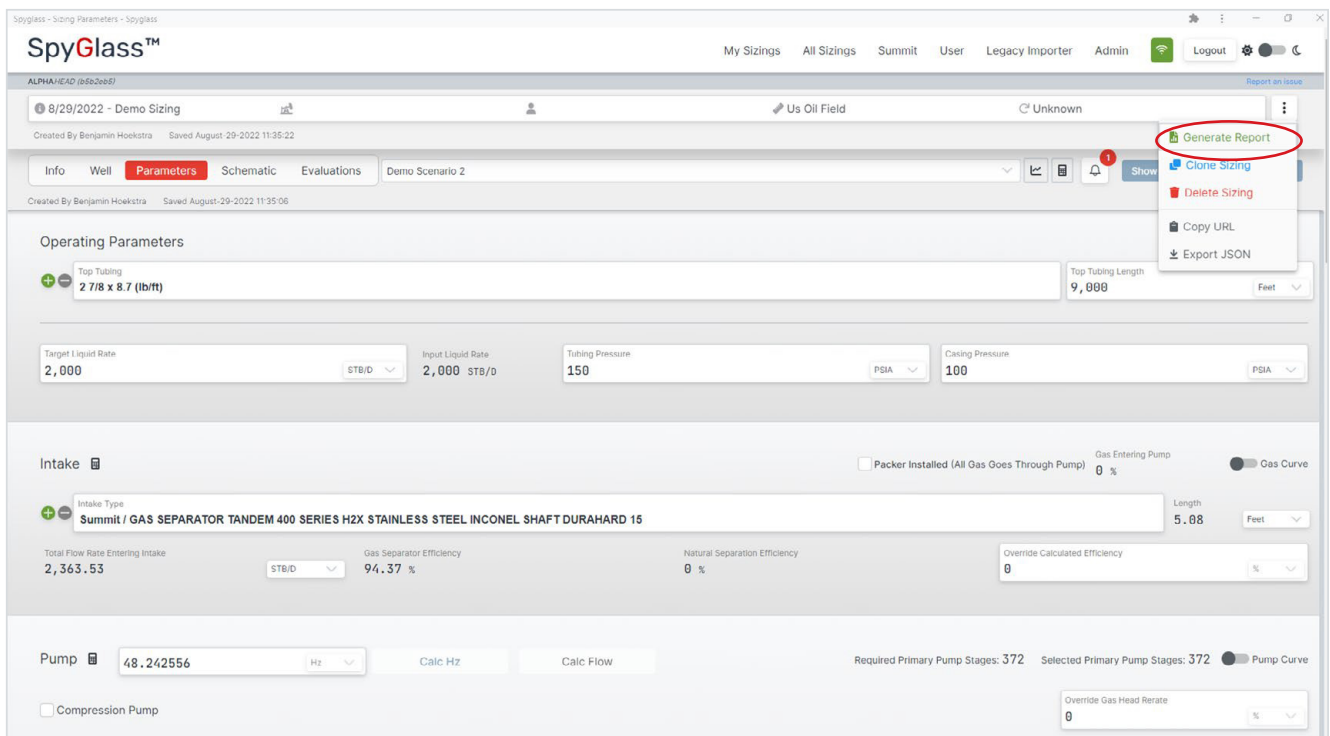 Spyglass - Sizing Parameters - Spyglass
SpyGlass™
My Sizings All Sizings Summit User Legacy Importer Admin Logout
ALPHA HEAD (b5b2eb5) Report an issue
8/29/2022 - Demo Sizing Us Oil Field Unknown
Created By Benjamin Hoekstra Saved August-29-2022 11:35:22
Generate Report
Clone Sizing
Delete Sizing
Copy URL
Export JSON
Info Well Parameters Schematic Evaluations Demo Scenario 2 1 Show
Created By Benjamin Hoekstra Saved August-29-2022 11:35:06
Operating Parameters
Top Tubing Top Tubing Length
2 7/8 x 8.7 (lb/ft) 9,000 Feet
Target Liquid Rate Input Liquid Rate Tubing Pressure Casing Pressure
2,000 STB/D 2,000 STB/D 150 PSIA 100 PSIA
Intake Packer Installed (All Gas Goes Through Pump) Gas Entering Pump 0 % Gas Curve
Intake Type Length
Summit / GAS SEPARATOR TANDEM 400 SERIES H2X STAINLESS STEEL INCONEL SHAFT DURAHARD 15 5.08 Feet
Total Flow Rate Entering Intake Gas Separator Efficiency Natural Separation Efficiency Override Calculated Efficiency
2,363.53 STB/D 94.37 % 0 % 0 %
Pump 48.242556 Hz Calc Hz Calc Flow Required Primary Pump Stages: 372 Selected Primary Pump Stages: 372 Pump Curve
Compression Pump Override Gas Head Rerate
0 %